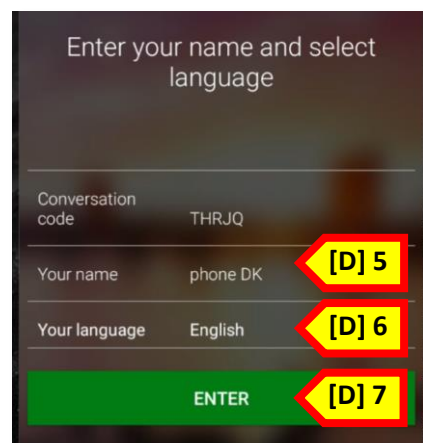 Enter your name and select
language
Conversation
code THRJQ
Your name phone DK [D] 5
Your language English [D] 6
ENTER [D] 7